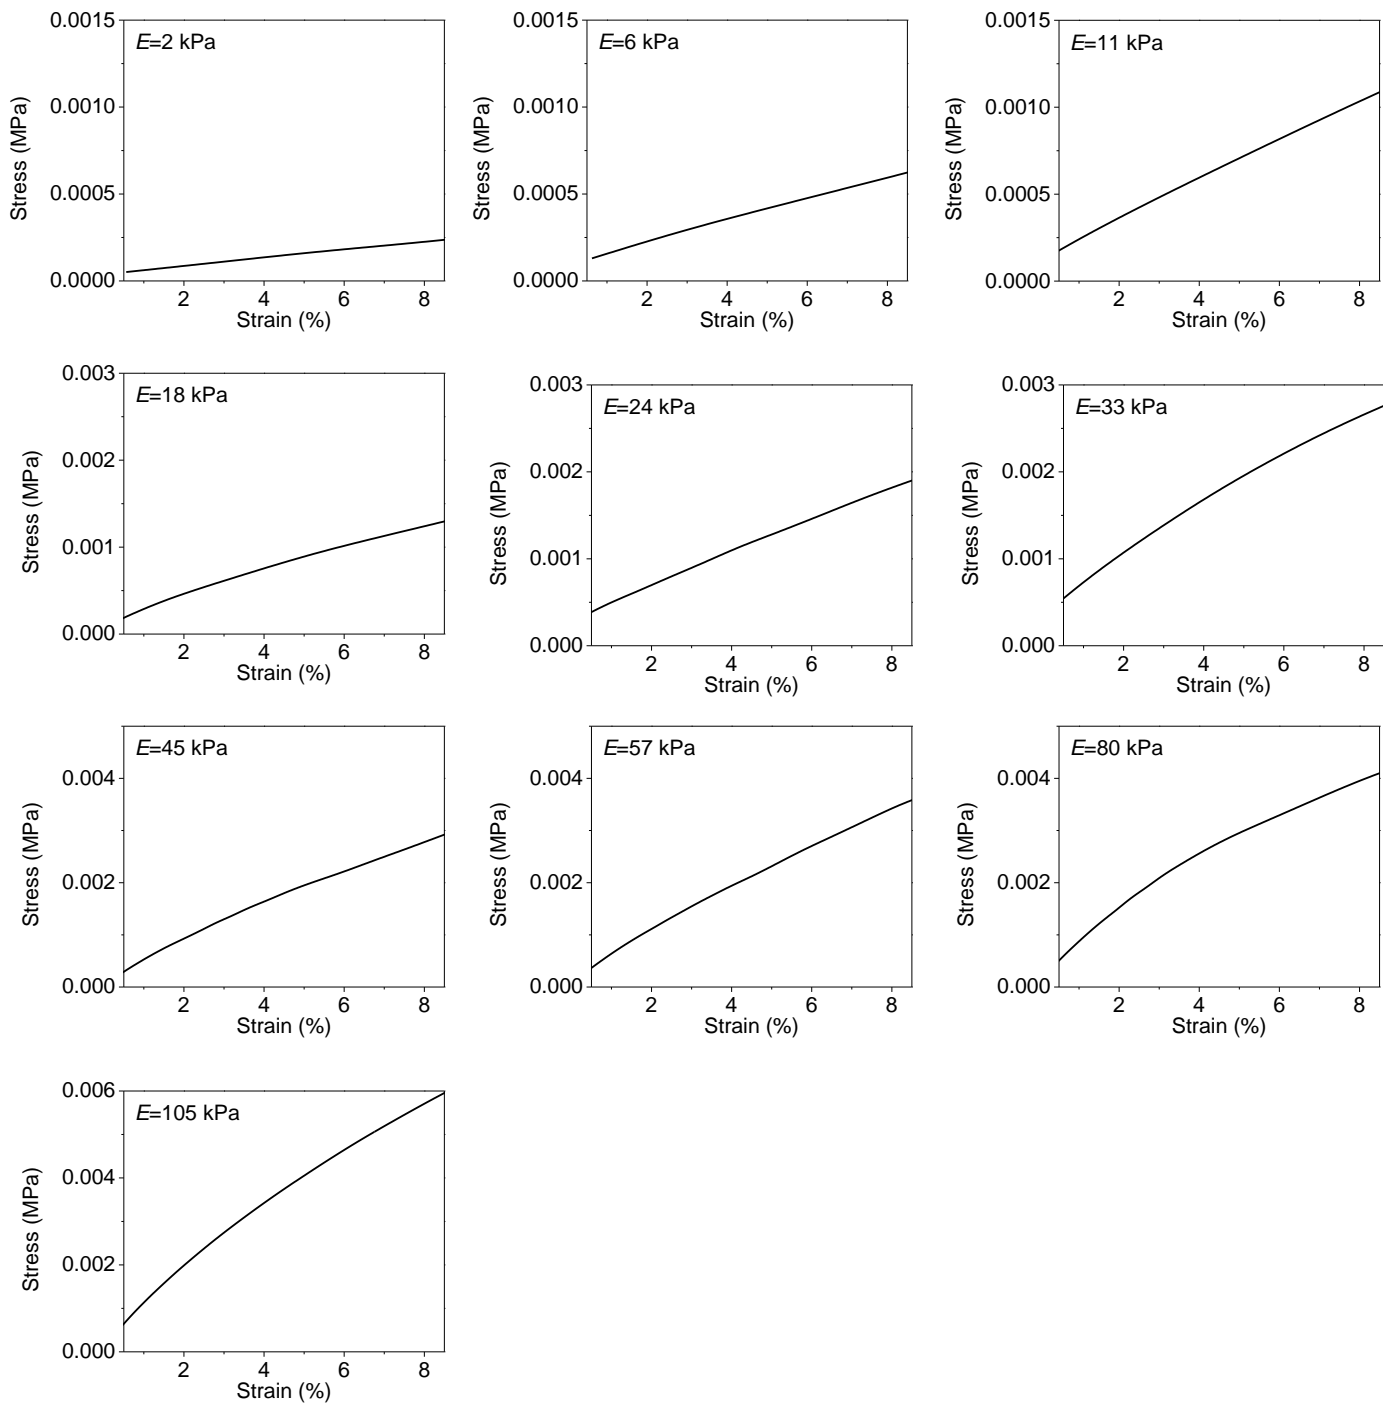 E=2 kPa
Stress (MPa)
0.0015
0.0010
0.0005
0.0000
2 4 6 8
Strain (%)
E=6 kPa
Stress (MPa)
0.0015
0.0010
0.0005
0.0000
2 4 6 8
Strain (%)
E=11 kPa
Stress (MPa)
0.0015
0.0010
0.0005
0.0000
2 4 6 8
Strain (%)
E=18 kPa
Stress (MPa)
0.003
0.002
0.001
0.000
2 4 6 8
Strain (%)
E=24 kPa
Stress (MPa)
0.003
0.002
0.001
0.000
2 4 6 8
Strain (%)
E=33 kPa
Stress (MPa)
0.003
0.002
0.001
0.000
2 4 6 8
Strain (%)
E=45 kPa
Stress (MPa)
0.004
0.002
0.000
2 4 6 8
Strain (%)
E=57 kPa
Stress (MPa)
0.004
0.002
0.000
2 4 6 8
Strain (%)
E=80 kPa
Stress (MPa)
0.004
0.002
0.000
2 4 6 8
Strain (%)
E=105 kPa
Stress (MPa)
0.006
0.004
0.002
0.000
2 4 6 8
Strain (%)